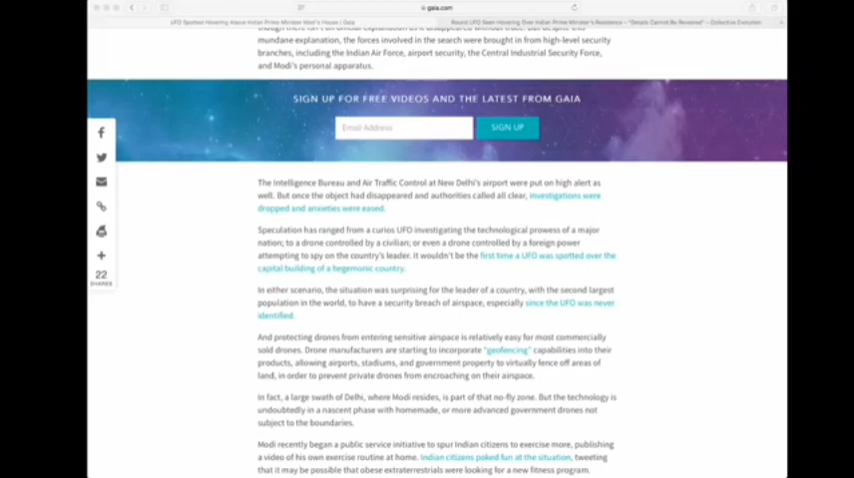 gaia.com
UFO Spotted Hovering Above Indian Prime Minister Modi's House | Gaia
Round UFO Seen Hovering Over Indian Prime Minister's Residence – "Details Cannot Be Revealed" – Collective Evolution
though there isn't an official explanation as it disappeared without trace. But despite this
mundane explanation, the forces involved in the search were brought in from high-level security
branches, including the Indian Air Force, airport security, the Central Industrial Security Force,
and Modi's personal apparatus.
SIGN UP FOR FREE VIDEOS AND THE LATEST FROM GAIA
Email Address
SIGN UP
22
SHARES
The Intelligence Bureau and Air Traffic Control at New Delhi's airport were put on high alert as
well. But once the object had disappeared and authorities called all clear, investigations were
dropped and anxieties were eased.
Speculation has ranged from a curios UFO investigating the technological prowess of a major
nation; to a drone controlled by a civilian; or even a drone controlled by a foreign power
attempting to spy on the country's leader. It wouldn't be the first time a UFO was spotted over the
capital building of a hegemonic country.
In either scenario, the situation was surprising for the leader of a country, with the second largest
population in the world, to have a security breach of airspace, especially since the UFO was never
identified.
And protecting drones from entering sensitive airspace is relatively easy for most commercially
sold drones. Drone manufacturers are starting to incorporate "geofencing" capabilities into their
products, allowing airports, stadiums, and government property to virtually fence off areas of
land, in order to prevent private drones from encroaching on their airspace.
In fact, a large swath of Delhi, where Modi resides, is part of that no-fly zone. But the technology is
undoubtedly in a nascent phase with homemade, or more advanced government drones not
subject to the boundaries.
Modi recently began a public service initiative to spur Indian citizens to exercise more, publishing
a video of his own exercise routine at home. Indian citizens poked fun at the situation, tweeting
that it may be possible that obese extraterrestrials were looking for a new fitness program.